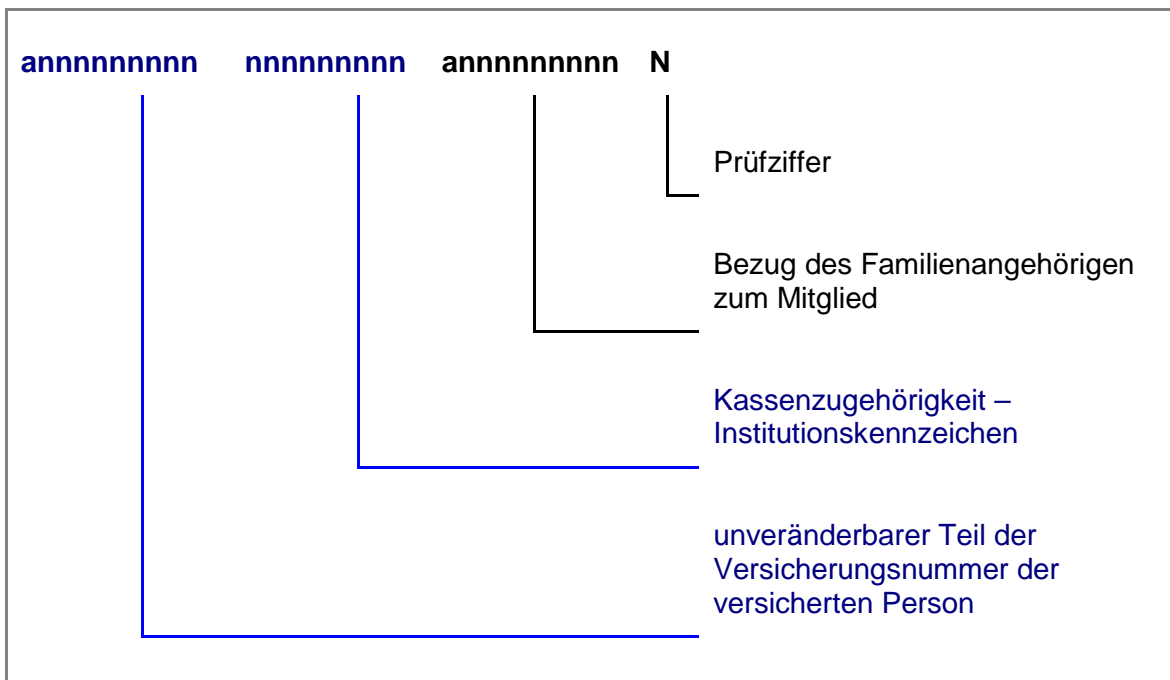 annnnnnnnn nnnnnnnnn annnnnnnnn N
Prüfziffer
Bezug des Familienangehörigen
zum Mitglied
Kassenzugehörigkeit –
Institutionskennzeichen
unveränderbarer Teil der
Versicherungsnummer der
versicherten Person